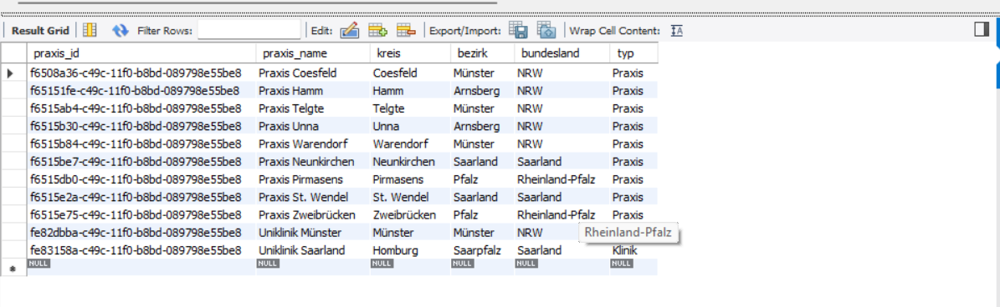 Result Grid Filter Rows: Edit: Export/Import: Wrap Cell Content:
praxis_id praxis_name kreis bezirk bundesland typ
f6508a36-c49c-11f0-b8bd-089798e55be8 Praxis Coesfeld Coesfeld Münster NRW Praxis
f65151fe-c49c-11f0-b8bd-089798e55be8 Praxis Hamm Hamm Arnsberg NRW Praxis
f6515ab4-c49c-11f0-b8bd-089798e55be8 Praxis Telgte Telgte Münster NRW Praxis
f6515b30-c49c-11f0-b8bd-089798e55be8 Praxis Unna Unna Arnsberg NRW Praxis
f6515b84-c49c-11f0-b8bd-089798e55be8 Praxis Warendorf Warendorf Münster NRW Praxis
f6515be7-c49c-11f0-b8bd-089798e55be8 Praxis Neunkirchen Neunkirchen Saarland Saarland Praxis
f6515db0-c49c-11f0-b8bd-089798e55be8 Praxis Pirmasens Pirmasens Pfalz Rheinland-Pfalz Praxis
f6515e2a-c49c-11f0-b8bd-089798e55be8 Praxis St. Wendel St. Wendel Saarland Saarland Praxis
f6515e75-c49c-11f0-b8bd-089798e55be8 Praxis Zweibrücken Zweibrücken Pfalz Rheinland-Pfalz Praxis
fe82dbba-c49c-11f0-b8bd-089798e55be8 Uniklinik Münster Münster Münster NRW
Rheinland-Pfalz
fe83158a-c49c-11f0-b8bd-089798e55be8 Uniklinik Saarland Homburg Saarpfalz Saarland Klinik
NULL NULL NULL NULL NULL NULL